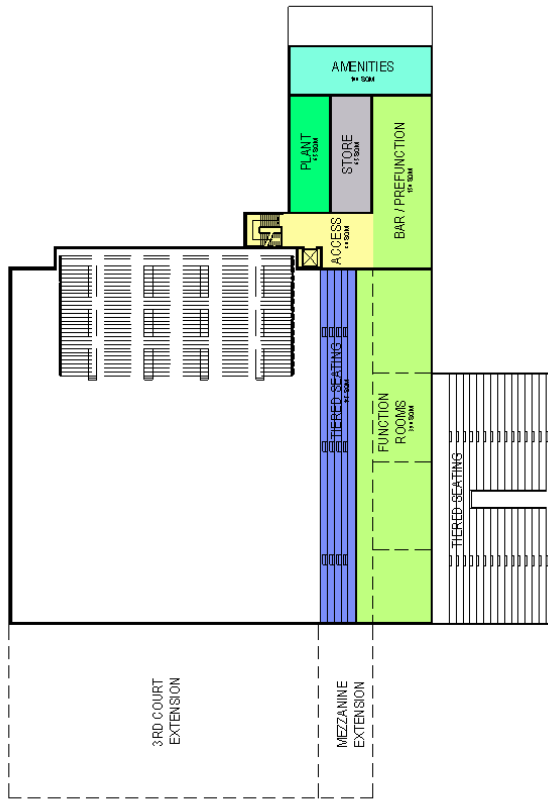 AMENITIES
PLANT
STORE
BAR / PREFUNCTION
ACCESS
TIERED SEATING
FUNCTION
ROOMS
TIERED SEATING
3RD COURT
EXTENSION
MEZZANINE
EXTENSION